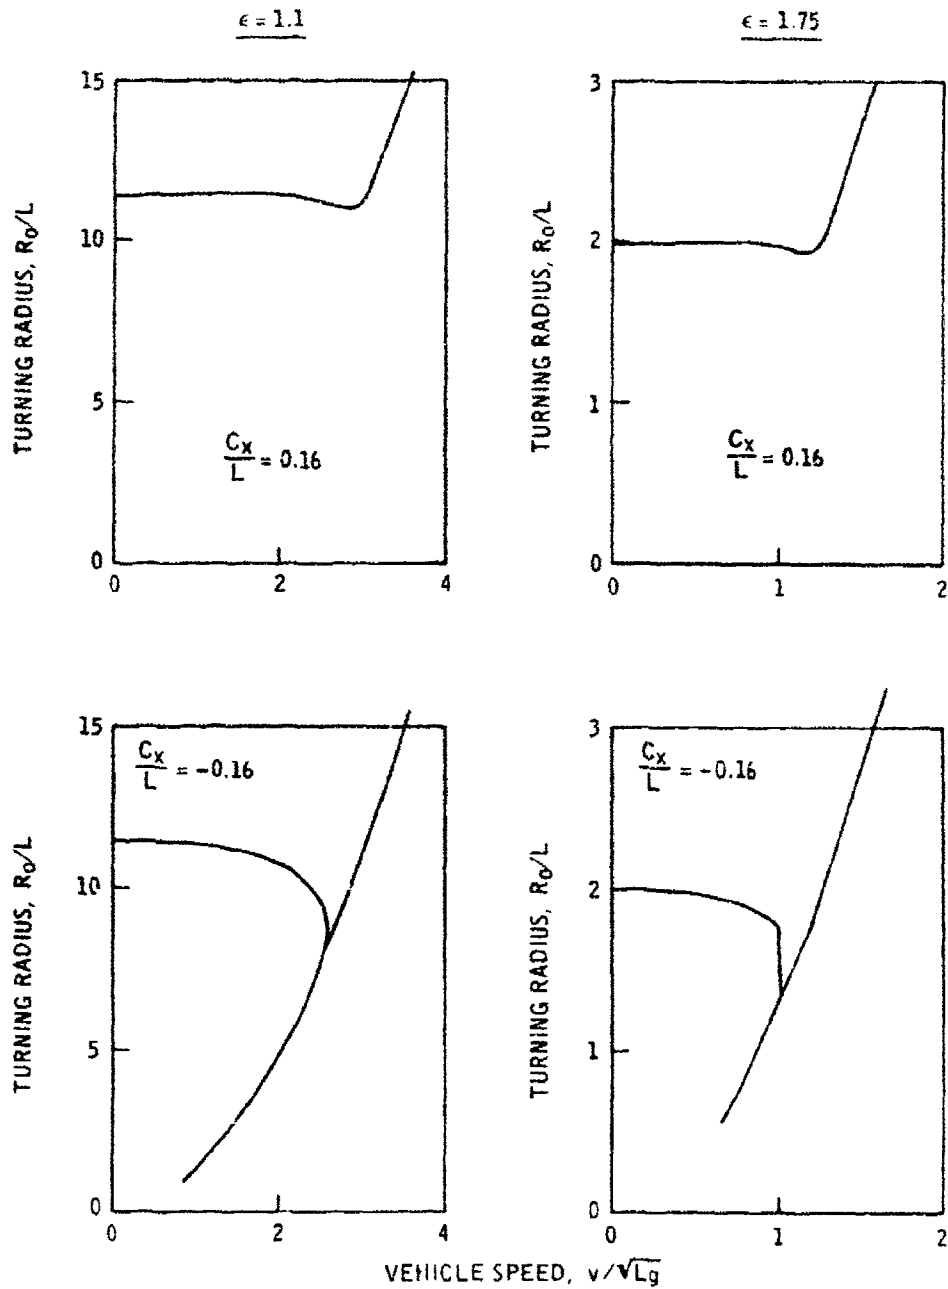 ϵ = 1.1
ϵ = 1.75
15
10
5
0
0
2
4
TURNING RADIUS, R₀/L
Cx/L = 0.16
3
2
1
0
0
1
2
TURNING RADIUS, R₀/L
Cx/L = 0.16
15
10
5
0
0
2
4
TURNING RADIUS, R₀/L
Cx/L = -0.16
3
2
1
0
0
1
2
TURNING RADIUS, R₀/L
Cx/L = -0.16
VEHICLE SPEED, v/√Lg